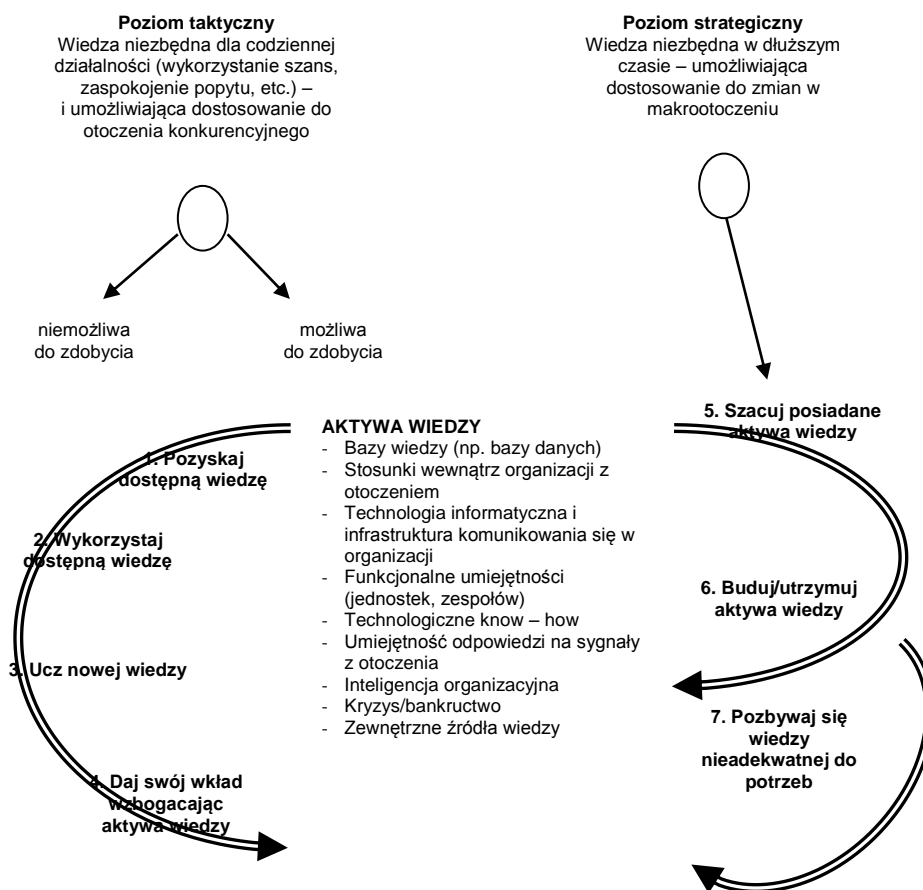 Poziom taktyczny
Wiedza niezbędna dla codziennej
działalności (wykorzystanie szans,
zaspokojenie popytu, etc.) –
i umożliwiająca dostosowanie do
otoczenia konkurencyjnego
Poziom strategiczny
Wiedza niezbędna w dłuższym
czasie – umożliwiająca
dostosowanie do zmian w
makrootoczeniu
niemożliwa
do zdobycia
możliwa
do zdobycia
1. Pozyskaj
dostępną wiedzę
2. Wykorzystaj
dostępną wiedzę
3. Ucz nowej wiedzy
4. Daj swój wkład
wzbogacając
aktywa wiedzy
AKTYWA WIEDZY
- Bazy wiedzy (np. bazy danych)
- Stosunki wewnątrz organizacji z
otoczeniem
- Technologia informatyczna i
infrastruktura komunikowania się w
organizacji
- Funkcjonalne umiejętności
(jednostek, zespołów)
- Technologiczne know – how
- Umiejętność odpowiedzi na sygnały
z otoczenia
- Inteligencja organizacyjna
- Kryzys/bankructwo
- Zewnętrzne źródła wiedzy
5. Szacuj posiadane
aktywa wiedzy
6. Buduj/utrzymuj
aktywa wiedzy
7. Pozbywaj się
wiedzy
nieadekwatnej do
potrzeb